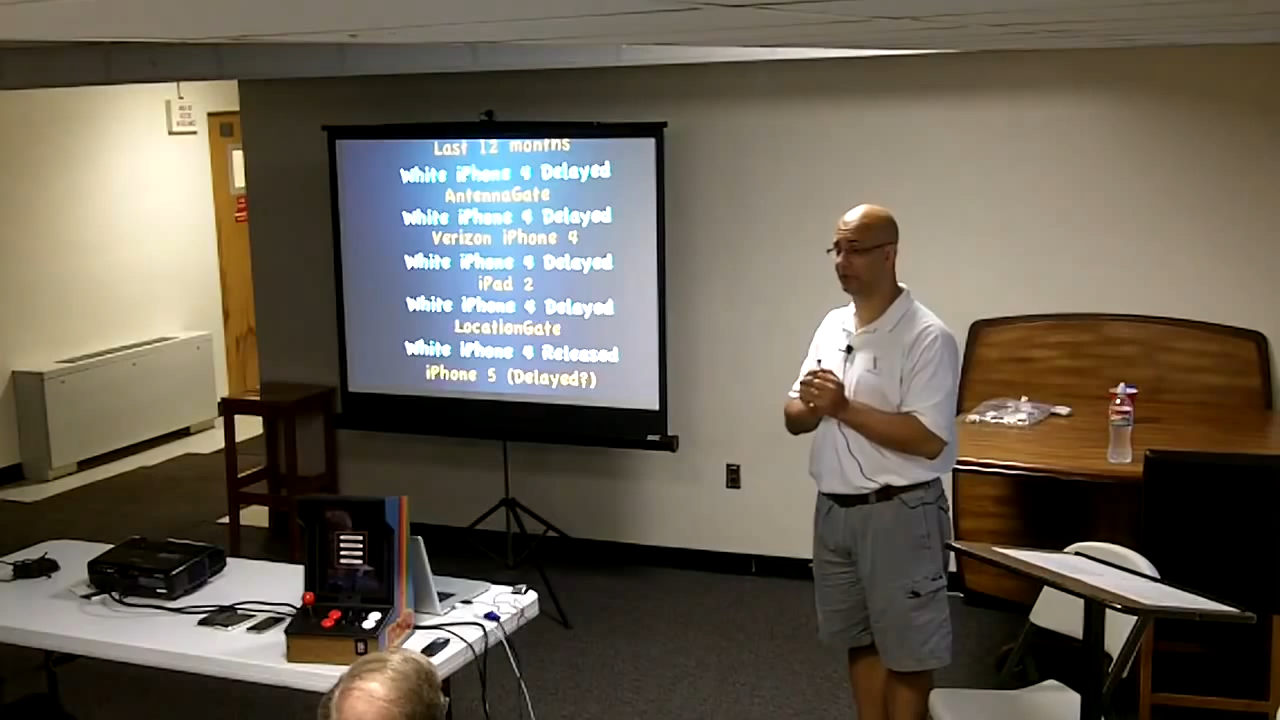 Last 12 months
White iPhone 4 Delayed
AntennaGate
White iPhone 4 Delayed
Verizon iPhone 4
White iPhone 4 Delayed
iPad 2
White iPhone 4 Delayed
LocationGate
White iPhone 4 Released
iPhone 5 (Delayed?)